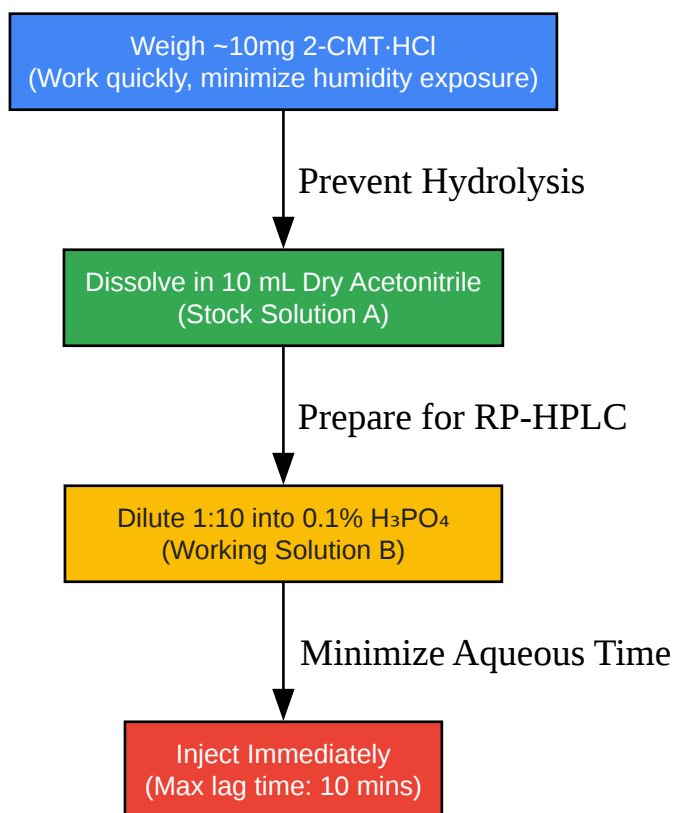 Weigh ~10mg 2-CMT·HCl
(Work quickly, minimize humidity exposure)
Prevent Hydrolysis
Dissolve in 10 mL Dry Acetonitrile
(Stock Solution A)
Prepare for RP-HPLC
Dilute 1:10 into 0.1% H₃PO₄
(Working Solution B)
Minimize Aqueous Time
Inject Immediately
(Max lag time: 10 mins)